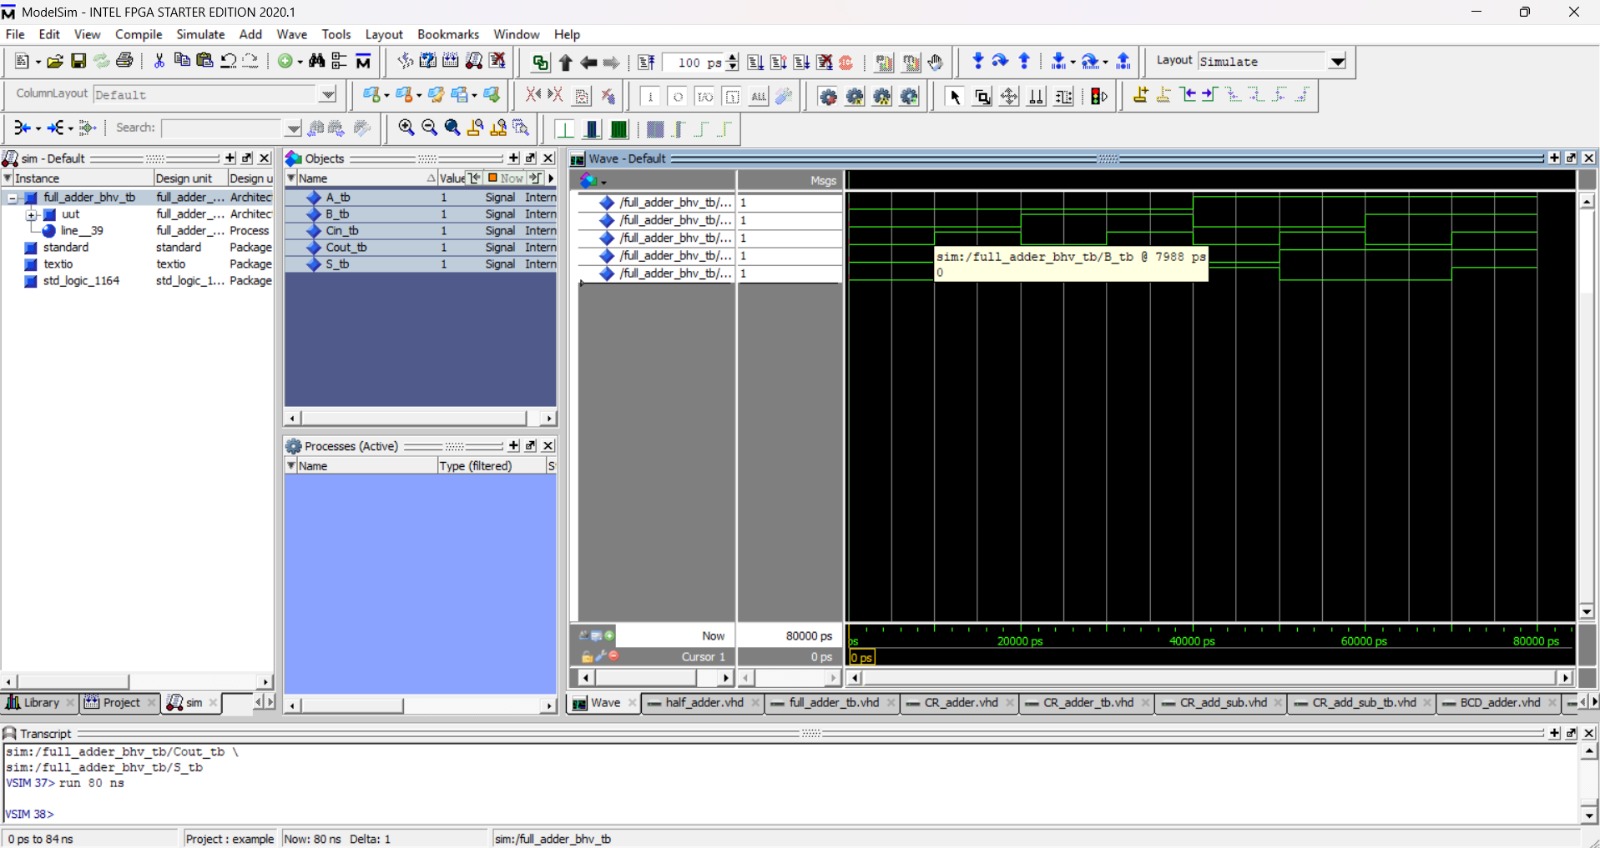 ModelSim - INTEL FPGA STARTER EDITION 2020.1
File Edit View Compile Simulate Add Wave Tools Layout Bookmarks Window Help
100 ps
Layout Simulate
ColumnLayout Default
ALL
Search:
sim - Default
Instance Design unit Design u
full_adder_bhv_tb full_adder_... Architec
uut full_adder_... Architec
line__39 full_adder_... Process
standard standard Package
textio textio Package
std_logic_1164 std_logic_1... Package
Objects
Name Value Now
A_tb 1 Signal Intern
B_tb 1 Signal Intern
Cin_tb 1 Signal Intern
Cout_tb 1 Signal Intern
S_tb 1 Signal Intern
Processes (Active)
Name Type (filtered) S
Wave - Default
Msgs
/full_adder_bhv_tb/... 1
/full_adder_bhv_tb/... 1
/full_adder_bhv_tb/... 1
/full_adder_bhv_tb/... 1
/full_adder_bhv_tb/... 1
sim:/full_adder_bhv_tb/B_tb @ 7988 ps
0
Now 80000 ps
ps 20000 ps 40000 ps 60000 ps 80000 ps
Cursor 1 0 ps 0 ps
Library Project sim
Wave half_adder.vhd full_adder_tb.vhd CR_adder.vhd CR_adder_tb.vhd CR_add_sub.vhd CR_add_sub_tb.vhd BCD_adder.vhd
Transcript
sim:/full_adder_bhv_tb/Cout_tb \
sim:/full_adder_bhv_tb/S_tb
VSIM 37> run 80 ns
VSIM 38>
0 ps to 84 ns Project : example Now: 80 ns Delta: 1 sim:/full_adder_bhv_tb